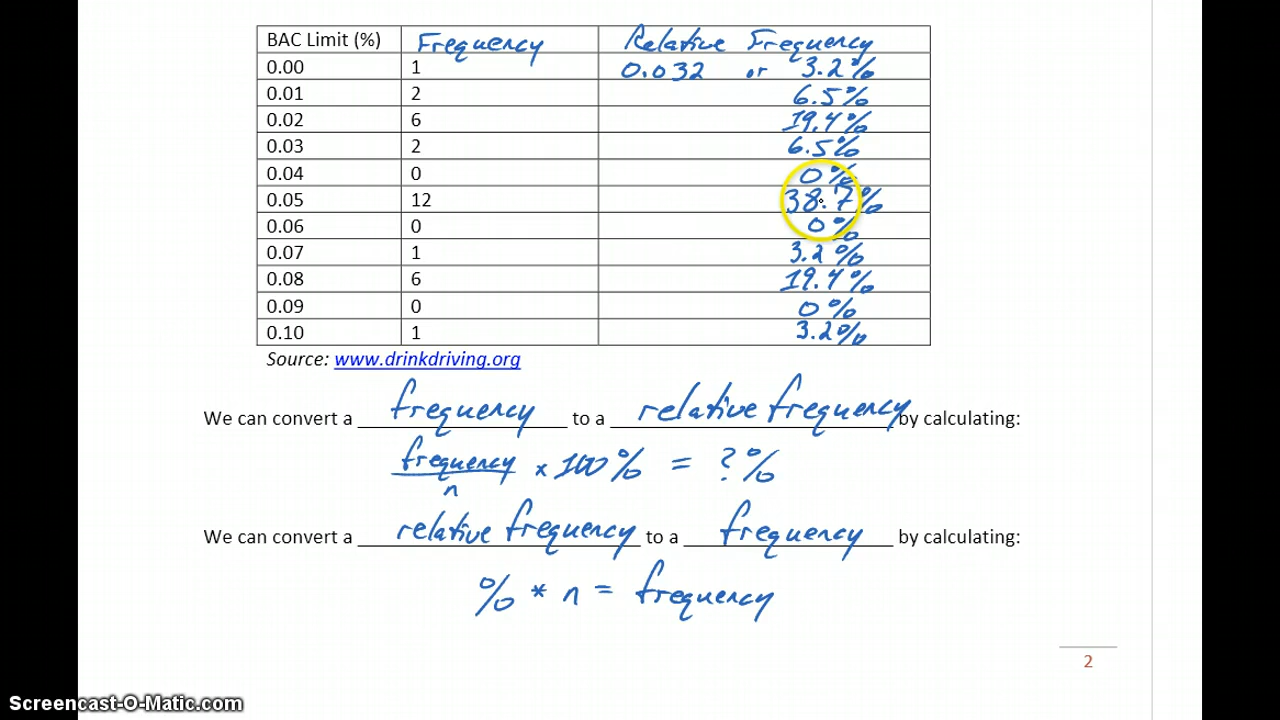 BAC Limit (%) Frequency Relative Frequency
0.00 1 0.032 or 3.2%
0.01 2 6.5%
0.02 6 19.4%
0.03 2 6.5%
0.04 0 0%
0.05 12 38.7%
0.06 0 0%
0.07 1 3.2%
0.08 6 19.4%
0.09 0 0%
0.10 1 3.2%
Source: www.drinkdriving.org
We can convert a frequency to a relative frequency by calculating:
frequency/n x 100% = ?%
We can convert a relative frequency to a frequency by calculating:
% * n = frequency
2
Screencast-O-Matic.com